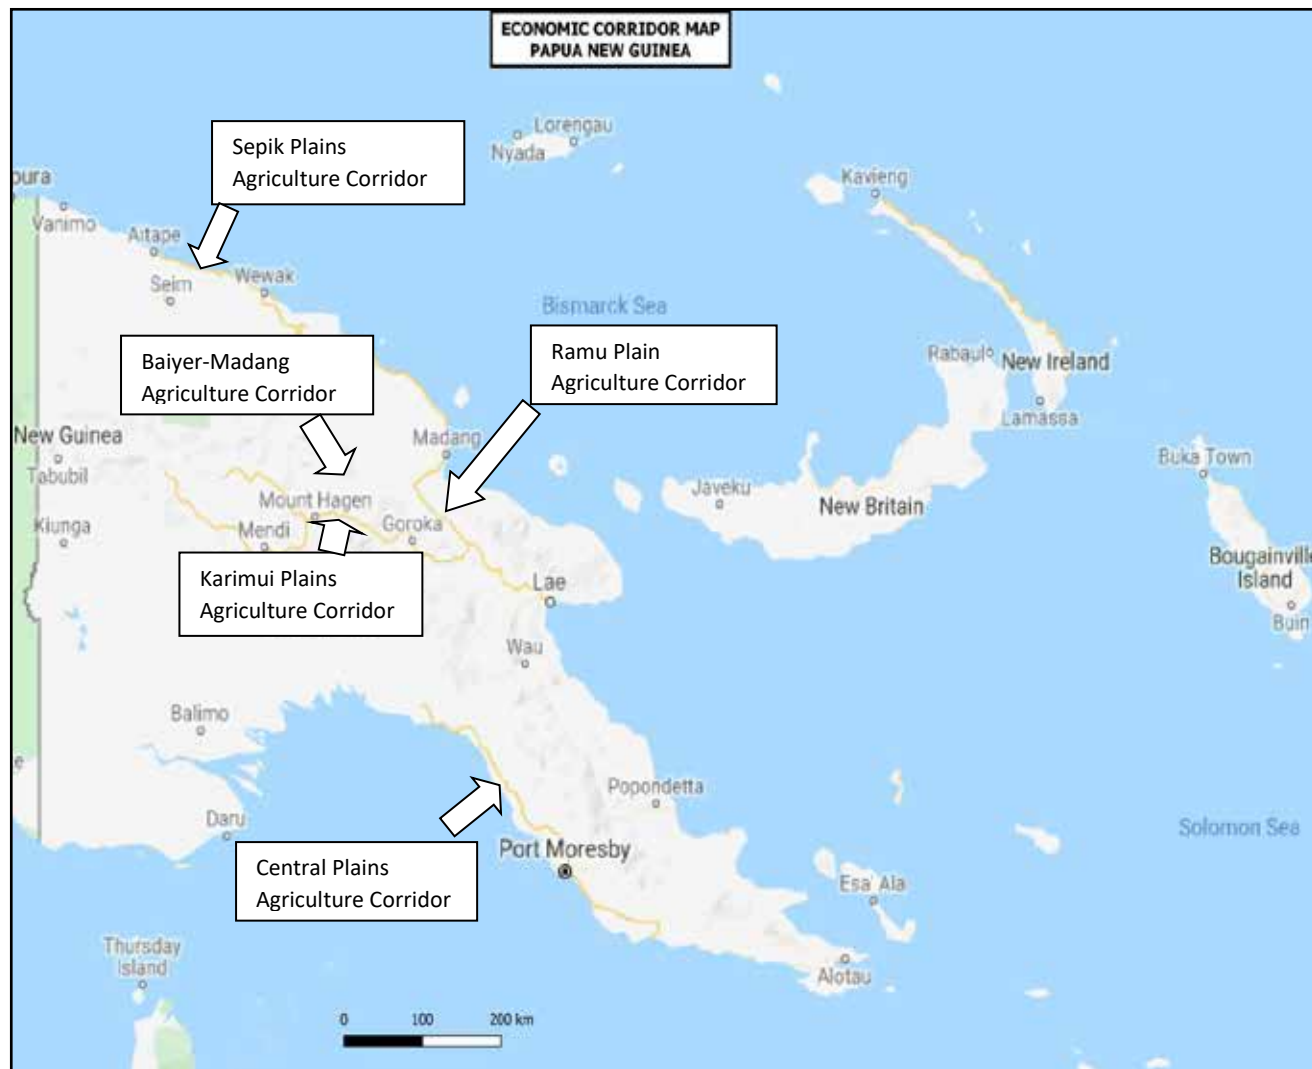 ECONOMIC CORRIDOR MAP
PAPUA NEW GUINEA
Sepik Plains
Agriculture Corridor
Lorengau
Nyada
pura
Kavieng
Vanimo
Aitape
Seim
Wewak
Bismarck Sea
Baiyer-Madang
Agriculture Corridor
Ramu Plain
Agriculture Corridor
Rabaul
New Ireland
Lamassa
New Guinea
Tabubil
Madang
Buka Town
Mount Hagen
Javeku
New Britain
Kiunga
Mendi
Goroka
Bougainville
Island
Buin
Karimui Plains
Agriculture Corridor
Lae
Wau
Balimo
e
Popondetta
Daru
Solomon Sea
Port Moresby
Central Plains
Agriculture Corridor
Esa Ala
Thursday
Island
Alotau
0 100 200 km